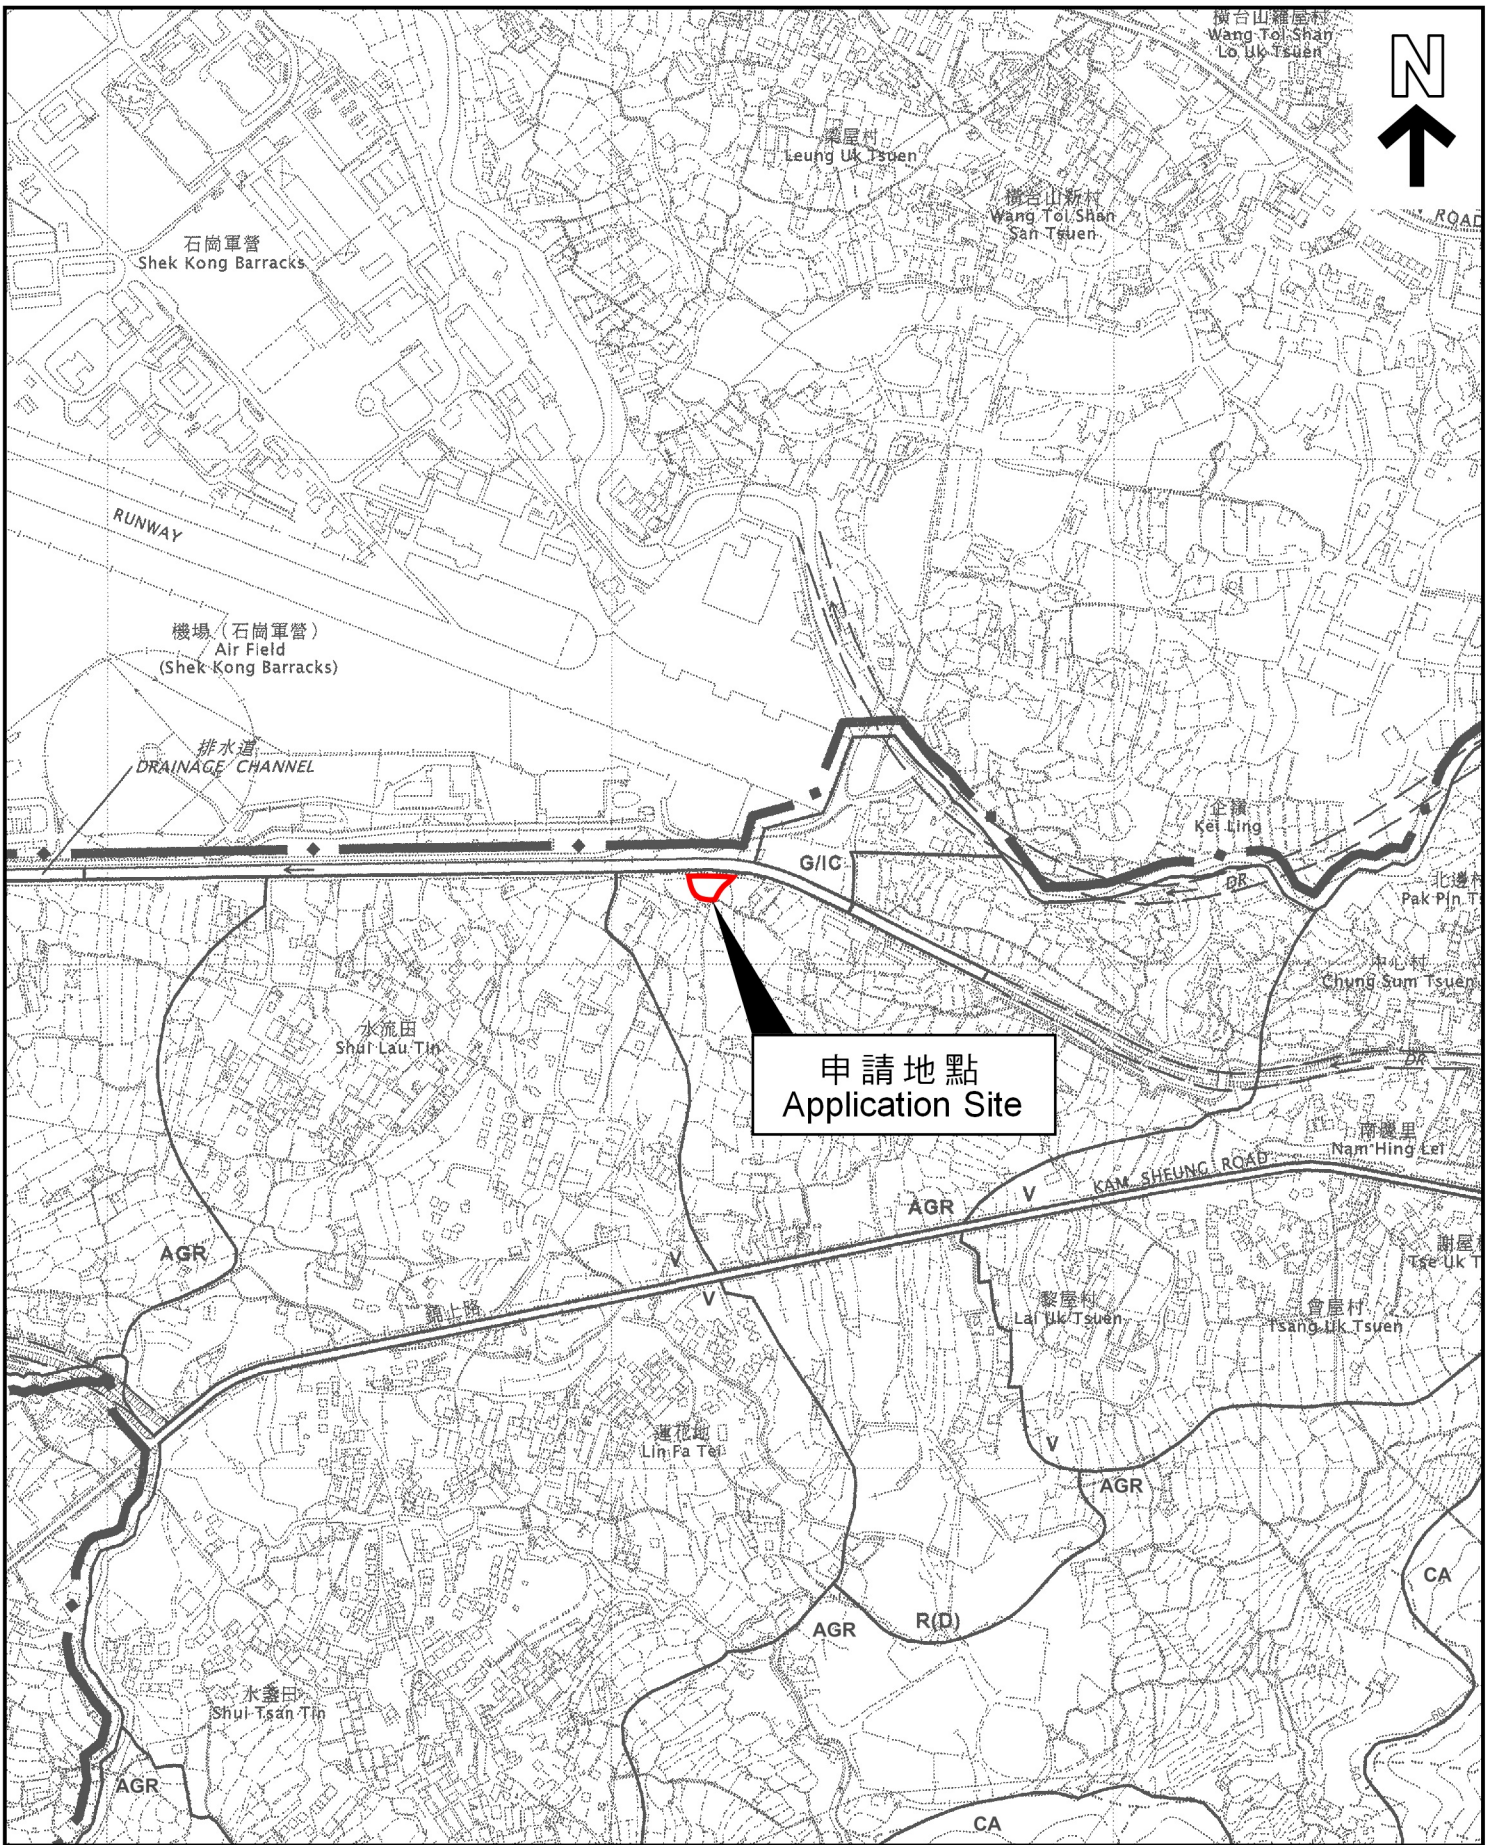 橫台山羅屋村
Wang Toi Shan
Lo Uk Tsuen
N
梁屋村
Leung Uk Tsuen
橫台山新村
Wang Toi Shan
San Tsuen
ROAD
石崗軍營
Shek Kong Barracks
RUNWAY
機場（石崗軍營）
Air Field
(Shek Kong Barracks)
排水道
DRAINAGE CHANNEL
企嶺
Kei Ling
G/IC
DR
北邊村
Pak Pin T
中心村
Chung Sum Tsuen
水流田
Shui Lau Tin
申請地點
Application Site
DR
南慶里
Nam Hing Lei
KAM SHEUNG ROAD
V
AGR
AGR
V
V
謝屋村
Tse Uk T
錦上路
黎屋村
Lai Uk Tsuen
曾屋村
Tsang Uk Tsuen
蓮花地
Lin Fa Tei
V
AGR
CA
AGR
R(D)
水盞田
Shui Tsan Tin
60
AGR
CA